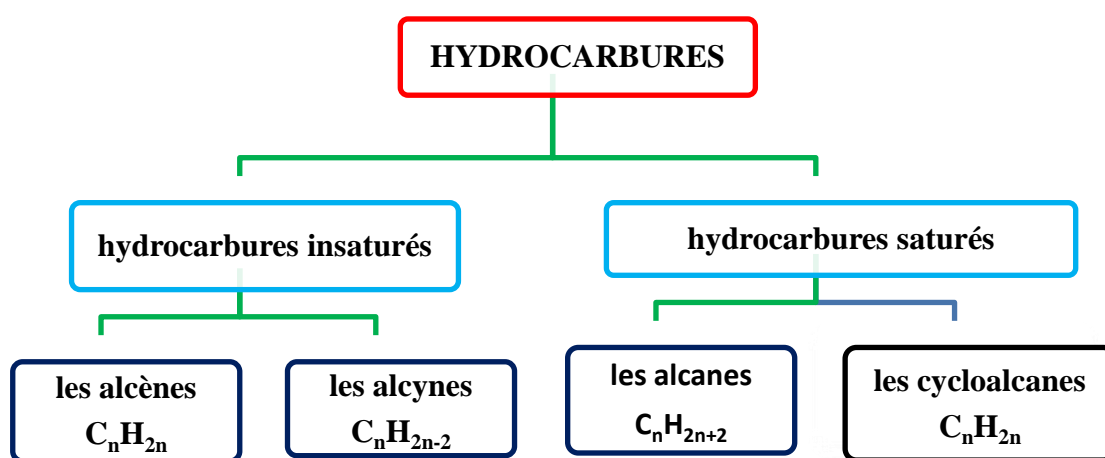 HYDROCARBURES
hydrocarbures insaturés
hydrocarbures saturés
les alcènes
CₙH₂ₙ
les alcynes
CₙH₂ₙ₋₂
les alcanes
CₙH₂ₙ₊₂
les cycloalcanes
CₙH₂ₙ